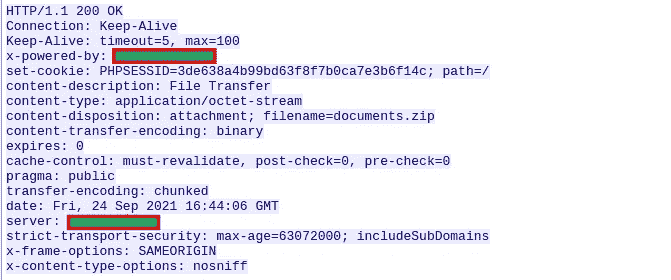 HTTP/1.1 200 OK
Connection: Keep-Alive
Keep-Alive: timeout=5, max=100
x-powered-by:
set-cookie: PHPSESSID=3de638a4b99bd63f8f7b0ca7e3b6f14c; path=/
content-description: File Transfer
content-type: application/octet-stream
content-disposition: attachment; filename=documents.zip
content-transfer-encoding: binary
expires: 0
cache-control: must-revalidate, post-check=0, pre-check=0
pragma: public
transfer-encoding: chunked
date: Fri, 24 Sep 2021 16:44:06 GMT
server:
strict-transport-security: max-age=63072000; includeSubDomains
x-frame-options: SAMEORIGIN
x-content-type-options: nosniff